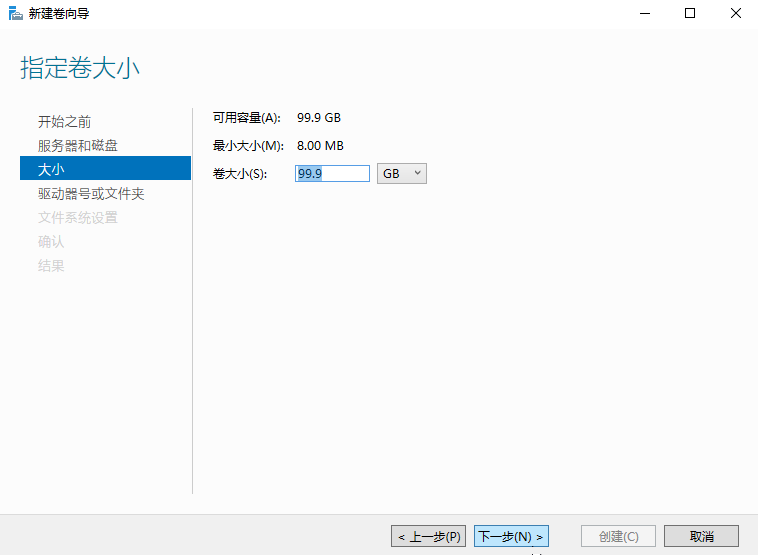 新建卷向导
指定卷大小
开始之前
服务器和磁盘
大小
驱动器号或文件夹
文件系统设置
确认
结果
可用容量(A): 99.9 GB
最小大小(M): 8.00 MB
卷大小(S): 99.9 GB
< 上一步(P) 下一步(N) > 创建(C) 取消